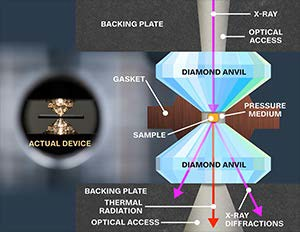 BACKING PLATE
X-RAY
OPTICAL
ACCESS
DIAMOND ANVIL
GASKET
PRESSURE
MEDIUM
SAMPLE
ACTUAL DEVICE
DIAMOND ANVIL
BACKING PLATE
THERMAL
RADIATION
OPTICAL ACCESS
X-RAY
DIFFRACTIONS